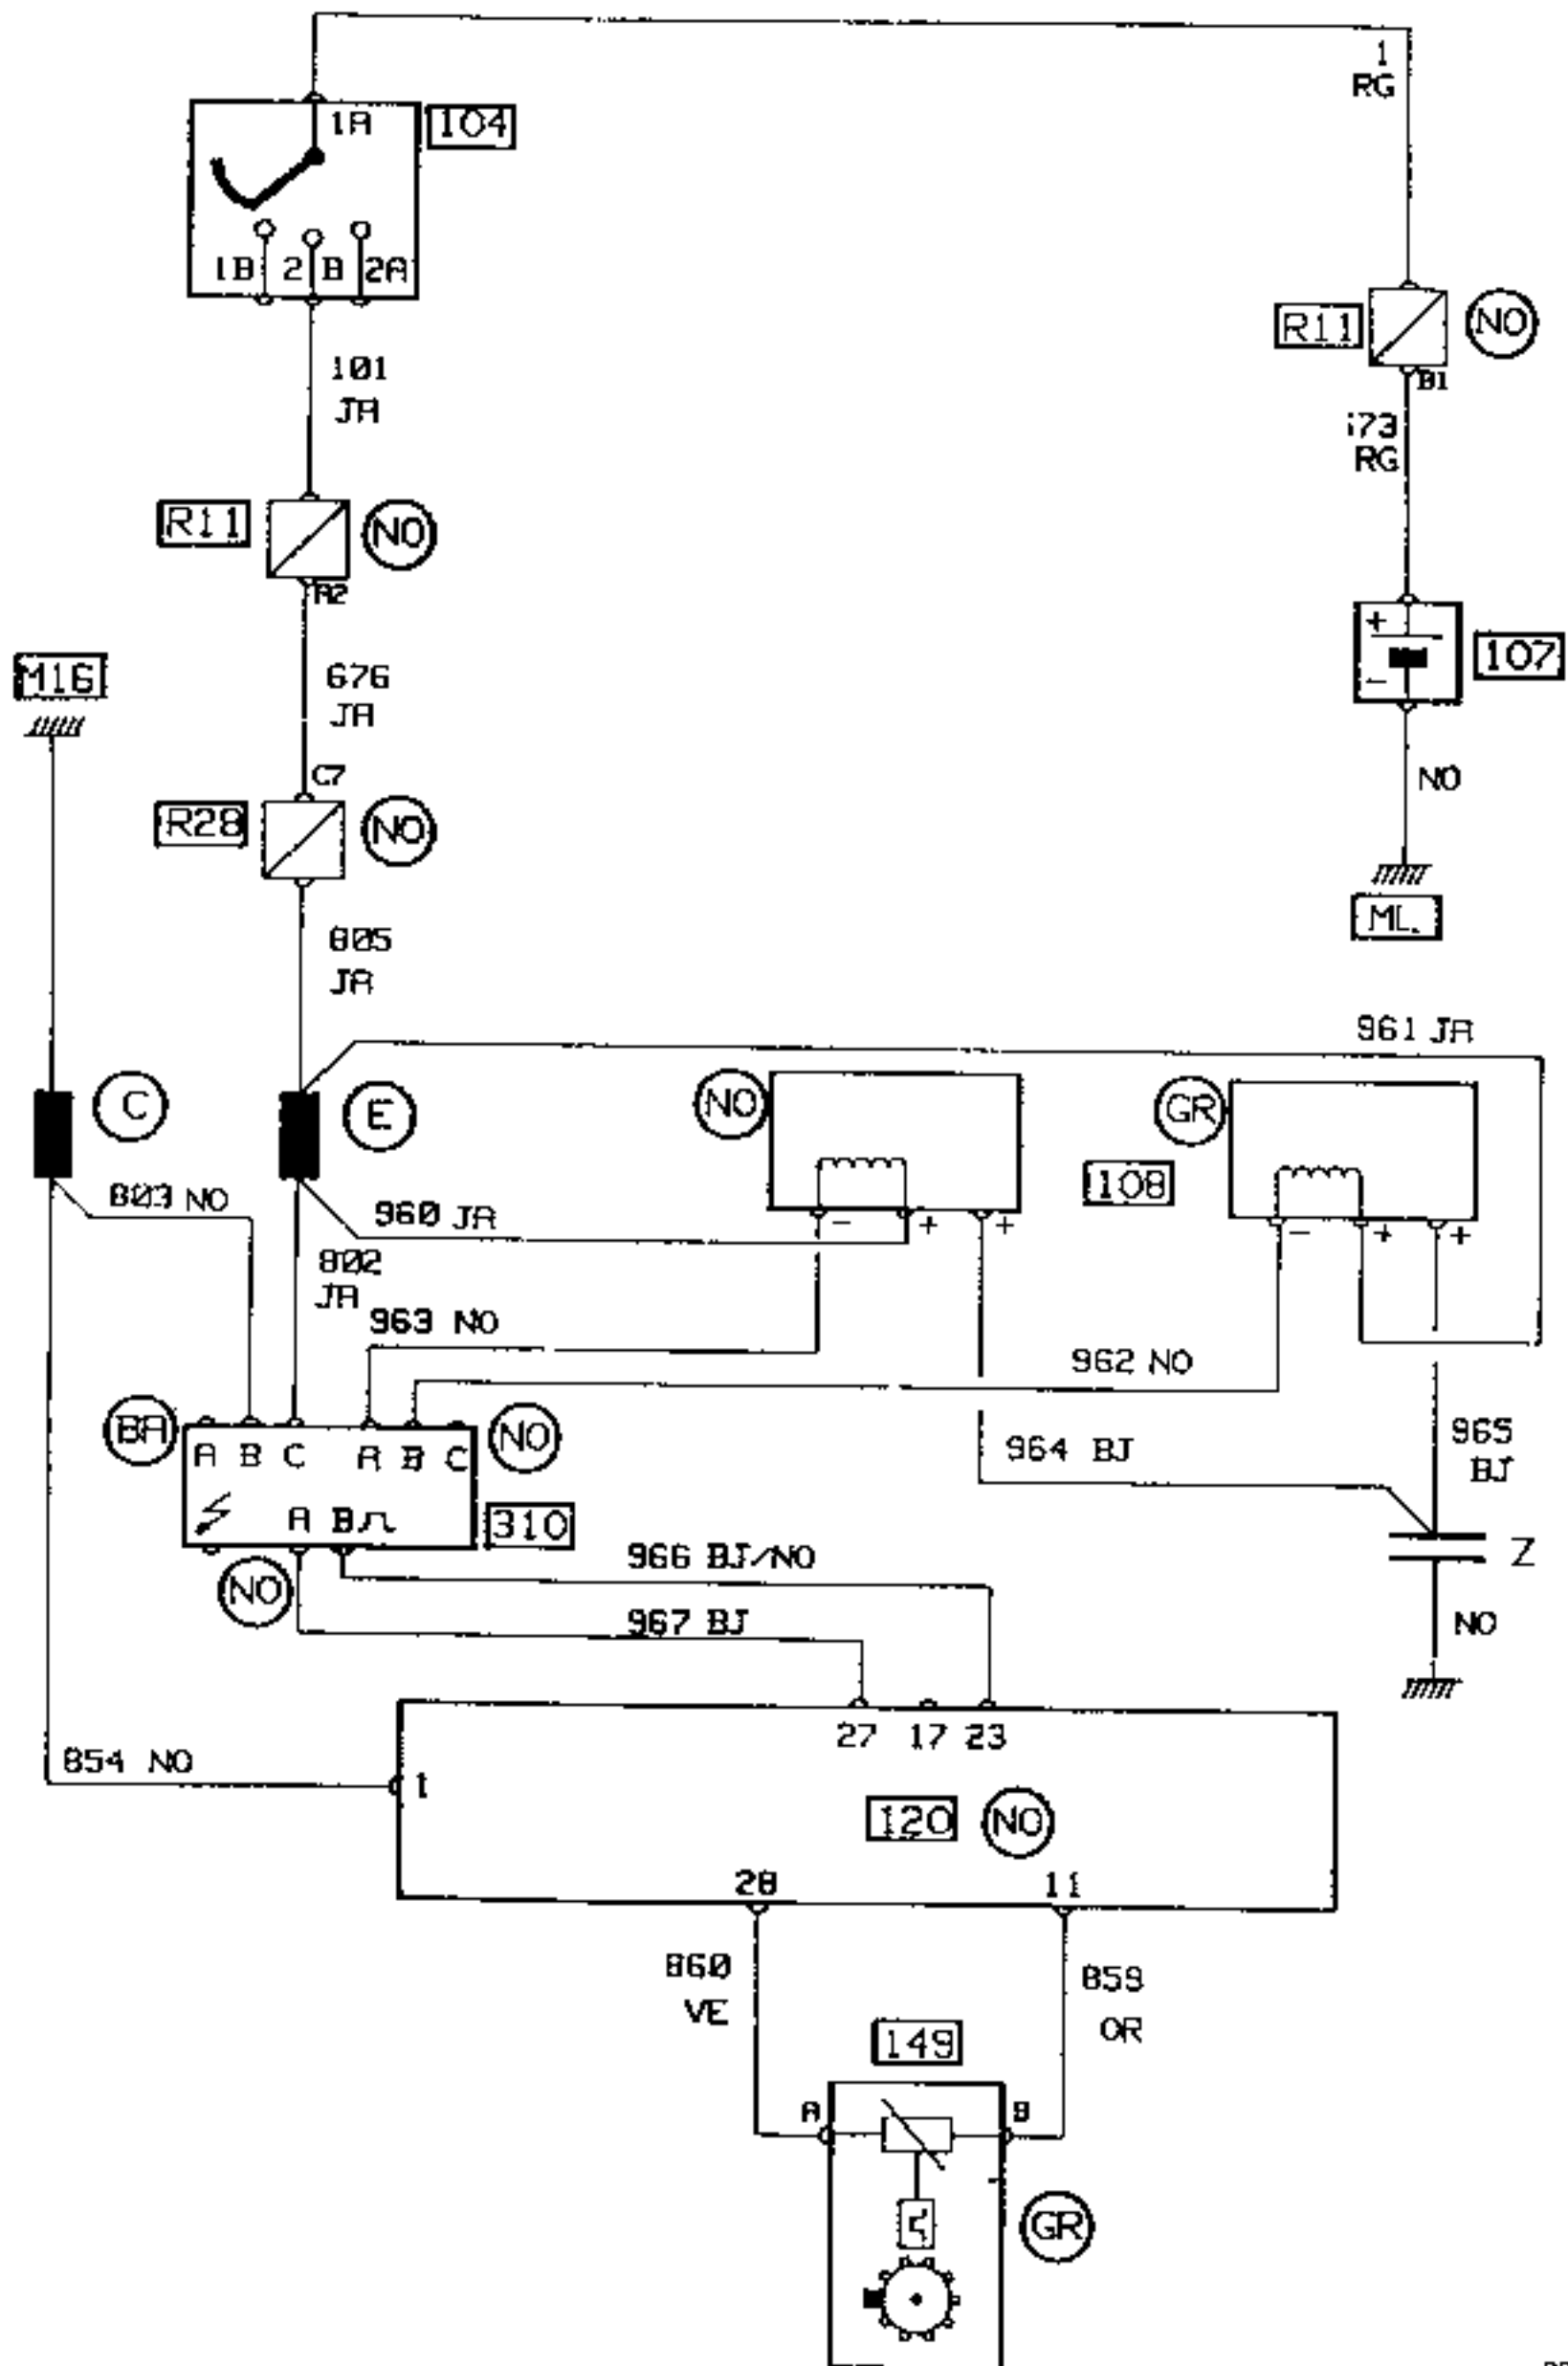 1
RG
1A
104
1B 2 B 2A
R11 NO
B1
101
JA
R11 NO
A2
173
RG
+
-
107
M16
676
JA
C7
R28 NO
NO
ML
805
JA
961 JA
C
E
NO
GR
108
803 NO
960 JA
- + +
- + +
802
JA
963 NO
962 NO
BA
NO
A B C A B C
964 BJ
965
BJ
A B
310
966 BJ/NO
Z
NO
967 BJ
NO
27 17 23
854 NO
1
120 NO
28
11
860
VE
859
OR
149
A
B
GR